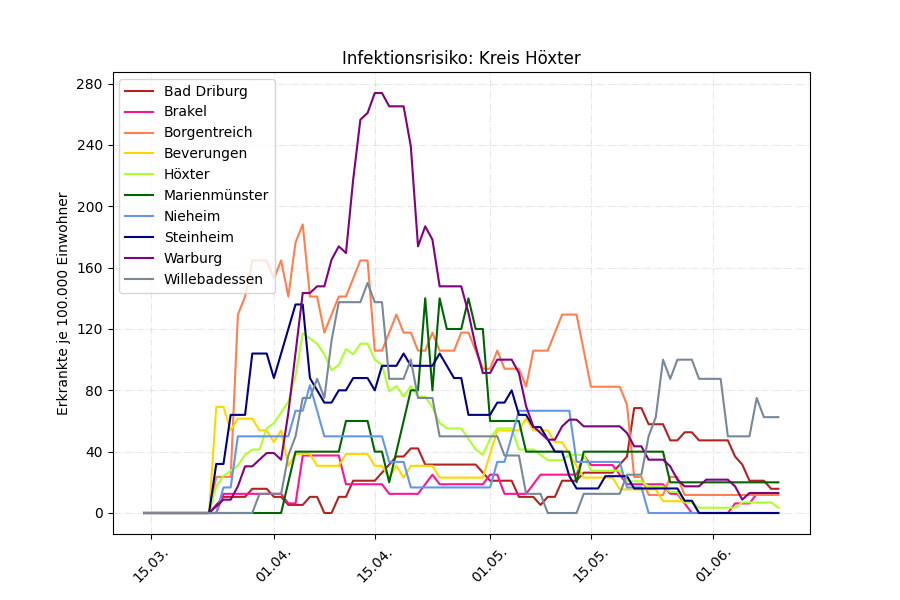 Infektionsrisiko: Kreis Höxter
Erkrankte je 100.000 Einwohner
280
240
200
160
120
80
40
0
Bad Driburg
Brakel
Borgentreich
Beverungen
Höxter
Marienmünster
Nieheim
Steinheim
Warburg
Willebadessen
15.03.
01.04.
15.04.
01.05.
15.05.
01.06.